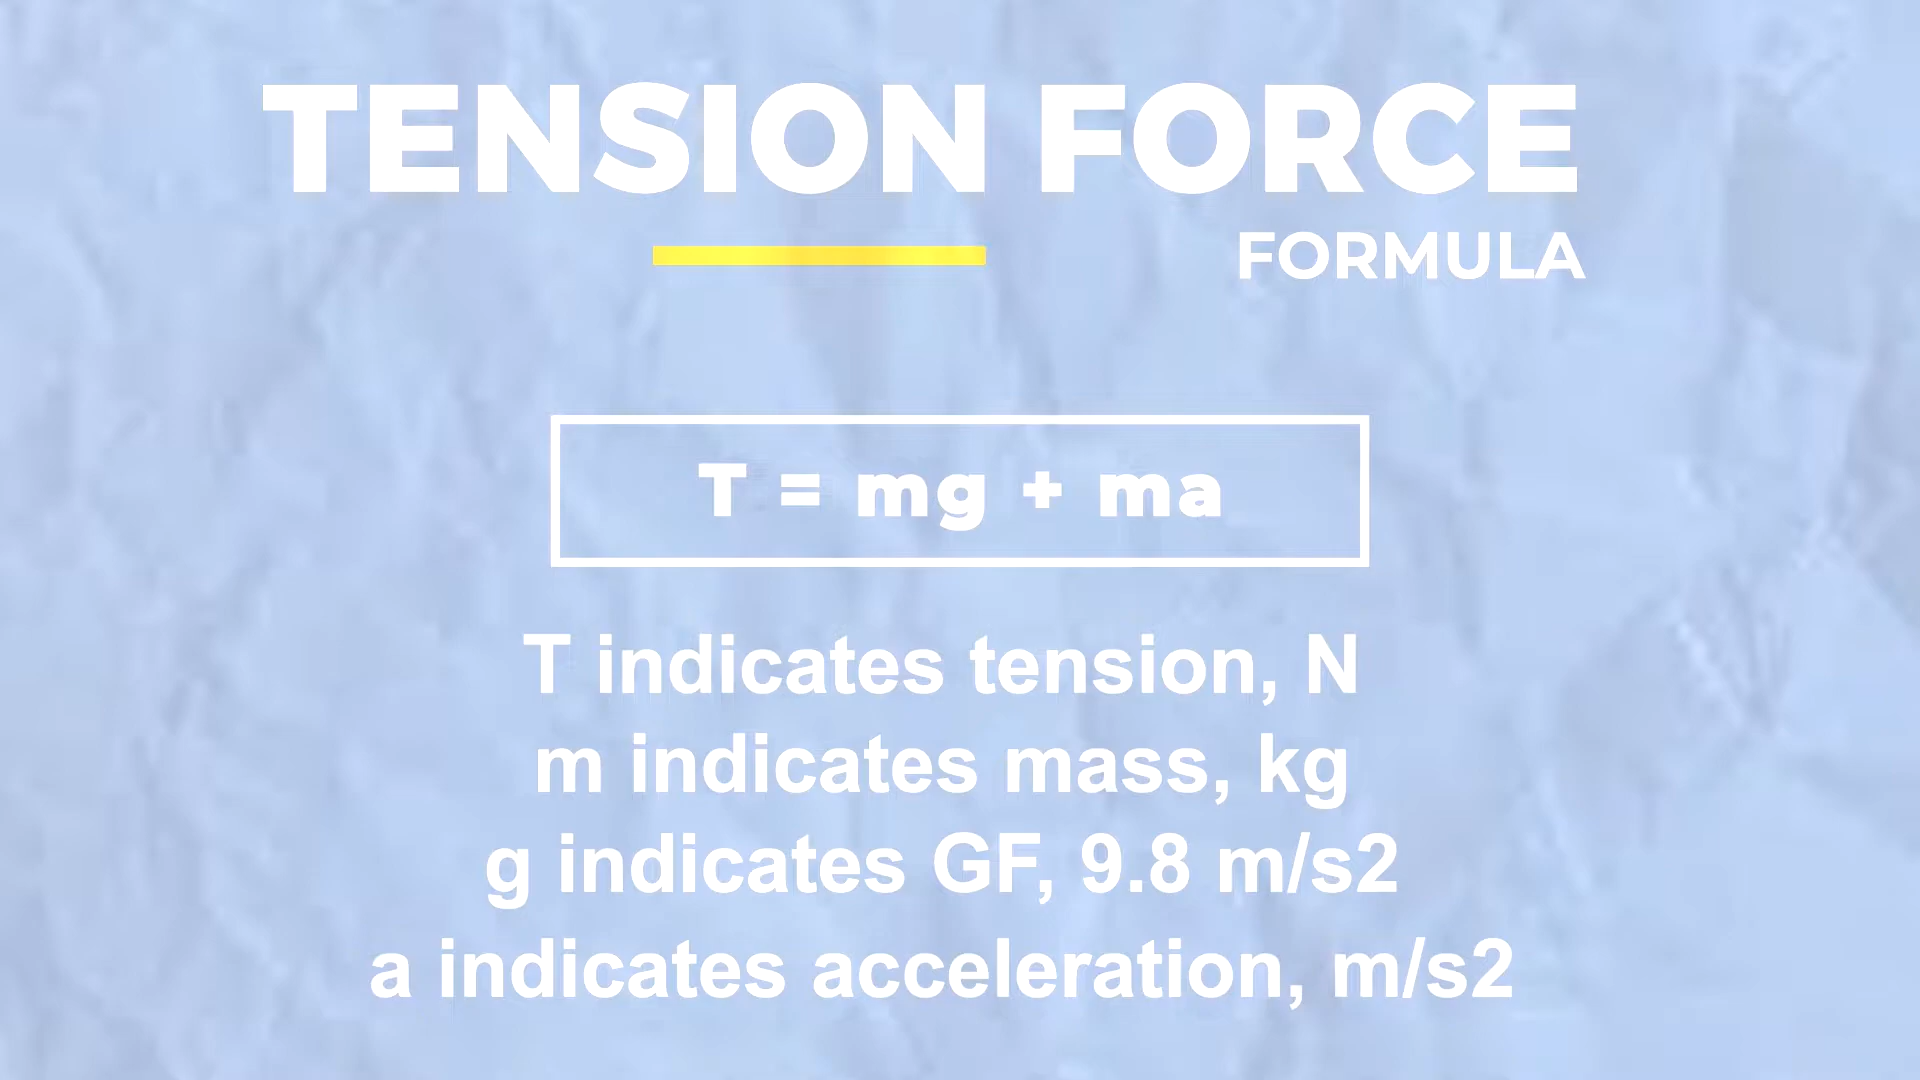 TENSION FORCE
FORMULA
T = mg + ma
T indicates tension, N
m indicates mass, kg
g indicates GF, 9.8 m/s2
a indicates acceleration, m/s2